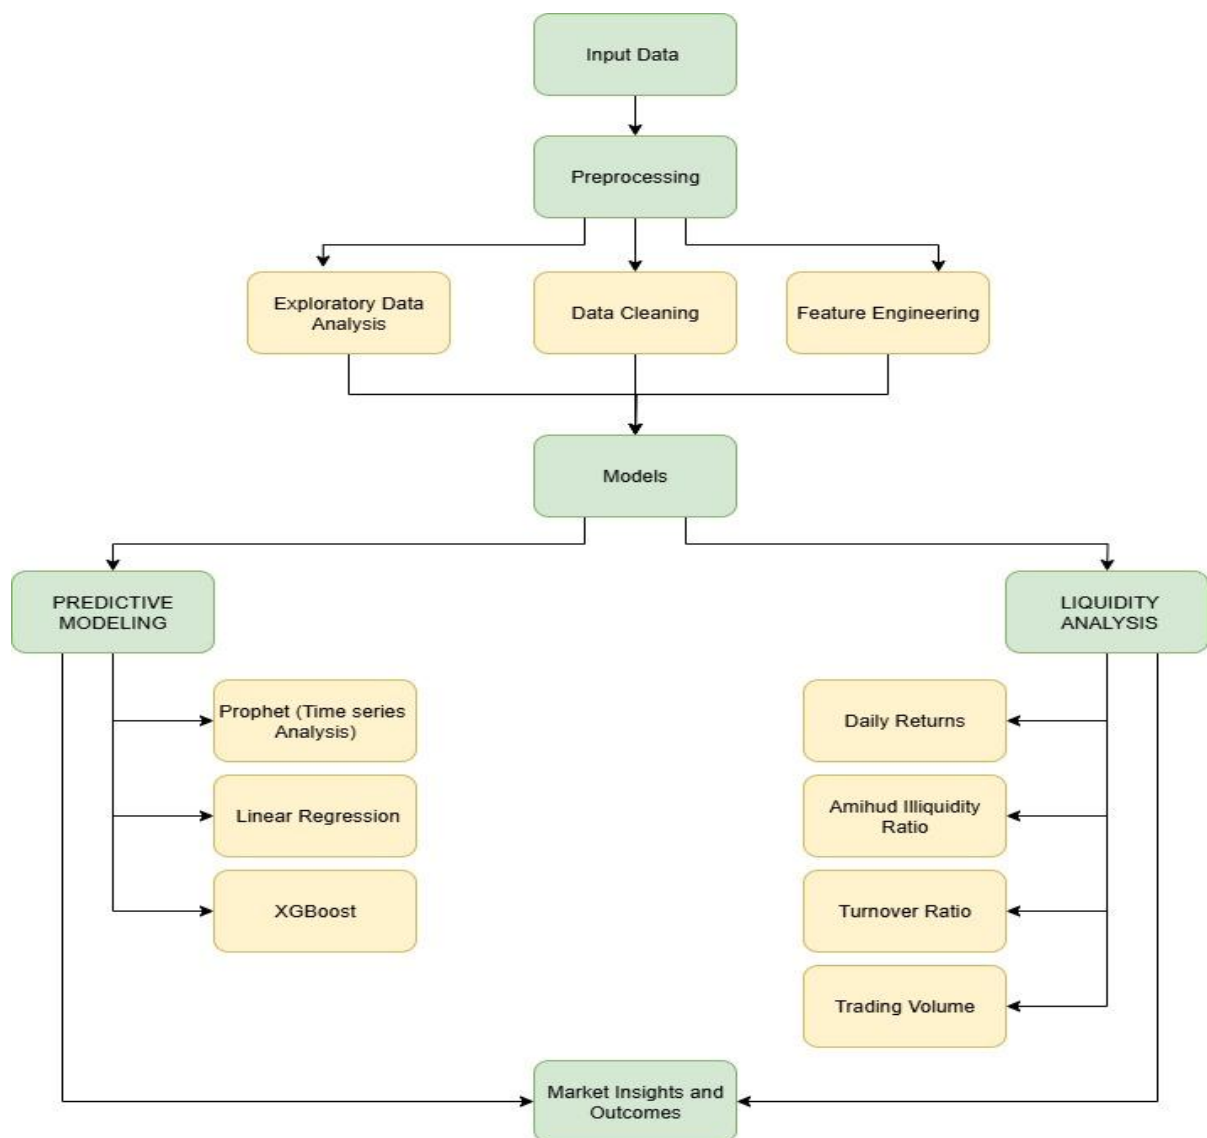 Input Data
Preprocessing
Exploratory Data
Analysis
Data Cleaning
Feature Engineering
Models
PREDICTIVE
MODELING
LIQUIDITY
ANALYSIS
Prophet (Time series
Analysis)
Linear Regression
XGBoost
Daily Returns
Amihud Illiquidity
Ratio
Turnover Ratio
Trading Volume
Market Insights and
Outcomes